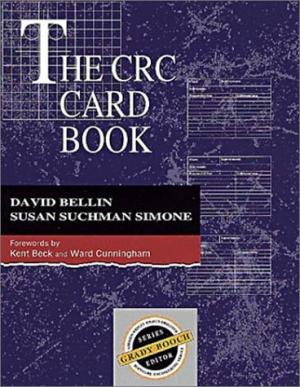 THE CRC
CARD
BOOK
DAVID BELLIN
SUSAN SUCHMAN SIMONE
Forewords by
Kent Beck and Ward Cunningham
SERIES
GRADY BOOCH
EDITOR